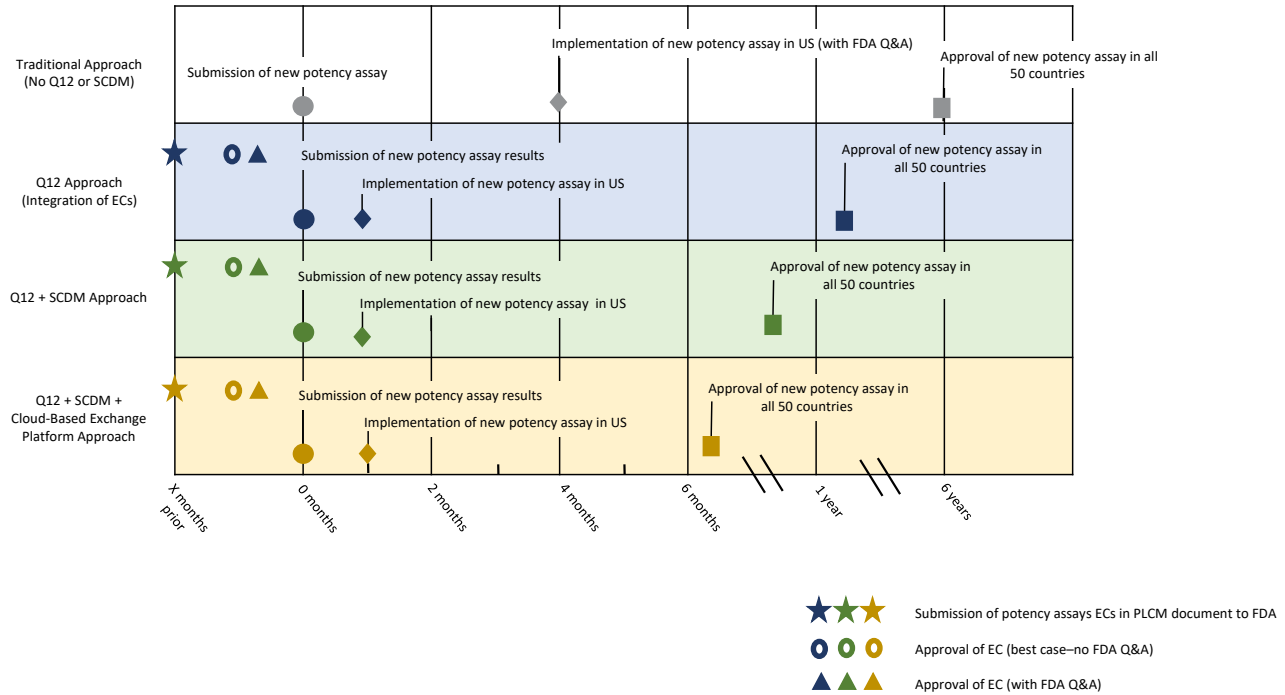 Traditional Approach
(No Q12 or SCDM)
Submission of new potency assay
Implementation of new potency assay in US (with FDA Q&A)
Approval of new potency assay in all
50 countries
Q12 Approach
(Integration of ECs)
Submission of new potency assay results
Implementation of new potency assay in US
Approval of new potency assay in
all 50 countries
Q12 + SCDM Approach
Submission of new potency assay results
Implementation of new potency assay in US
Approval of new potency assay in
all 50 countries
Q12 + SCDM +
Cloud-Based Exchange
Platform Approach
Submission of new potency assay results
Implementation of new potency assay in US
Approval of new potency assay in
all 50 countries
X months
prior
0 months
2 months
4 months
6 months
1 year
6 years
Submission of potency assays ECs in PLCM document to FDA
Approval of EC (best case–no FDA Q&A)
Approval of EC (with FDA Q&A)